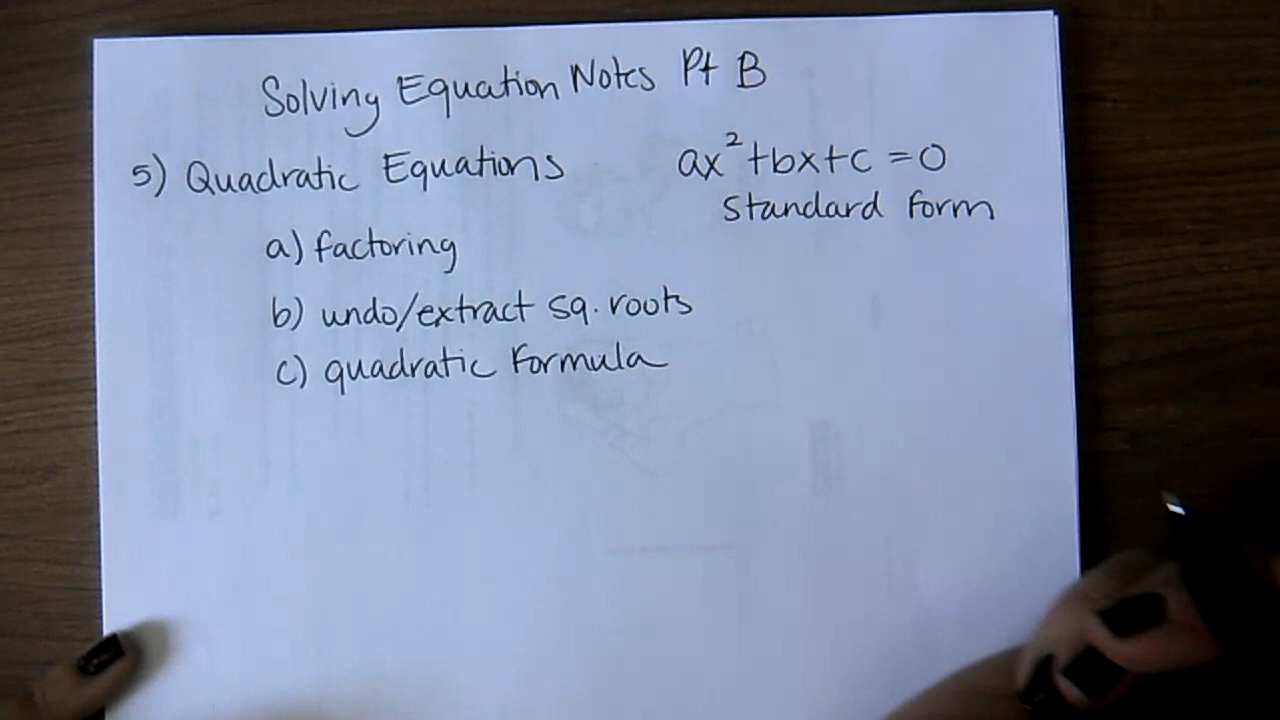 Solving Equation Notes Pt B
5) Quadratic Equations ax²+bx+c =0
Standard form
a) factoring
b) undo/extract sq. roots
c) quadratic formula